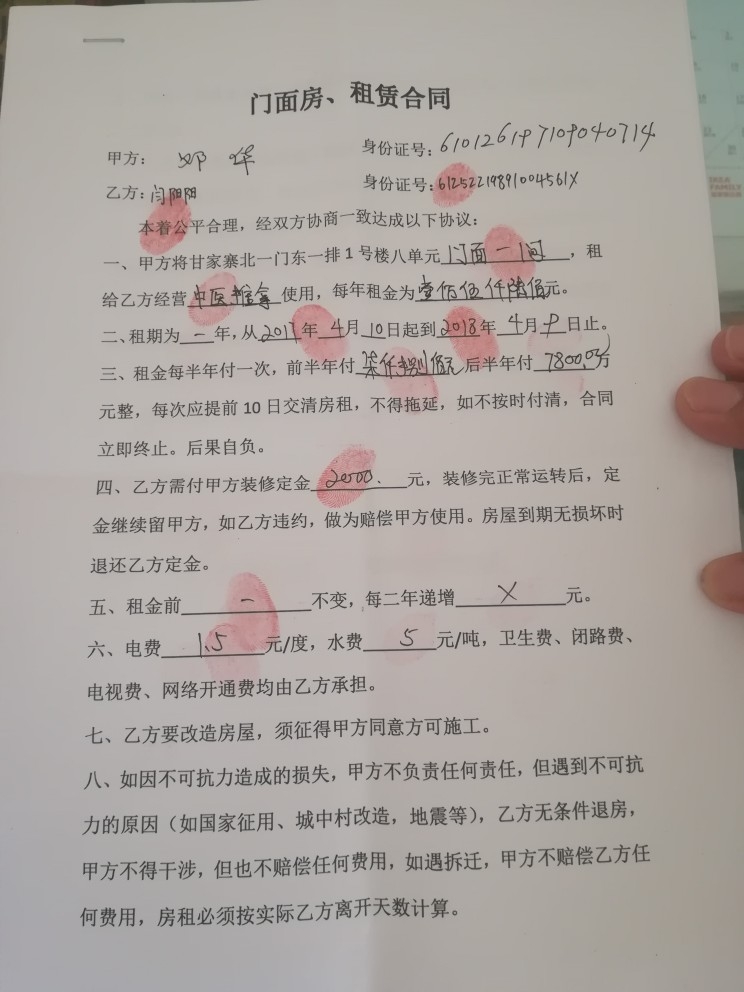 门面房、租赁合同
甲方：邓华 身份证号：610126197109040714
乙方：闫阴阳 身份证号：61252219891004561X
本着公平合理，经双方协商一致达成以下协议：
一、甲方将甘家寨北一门东一排1号楼八单元门面一间，租
给乙方经营中医推拿使用，每年租金为壹 伍仟陆佰元。
二、租期为一年，从2017年4月10日起到2018年4月9日止。
三、租金每半年付一次，前半年付柒仟捌佰元后半年付7800.00
元整，每次应提前10日交清房租，不得拖延，如不按时付清，合同
立即终止。后果自负。
四、乙方需付甲方装修定金2000.元，装修完正常运转后，定
金继续留甲方，如乙方违约，做为赔偿甲方使用。房屋到期无损坏时
退还乙方定金。
五、租金前一不变，每二年递增X元。
六、电费1.5元/度，水费5元/吨，卫生费、闭路费、
电视费、网络开通费均由乙方承担。
七、乙方要改造房屋，须征得甲方同意方可施工。
八、如因不可抗力造成的损失，甲方不负责任何责任，但遇到不可抗
力的原因（如国家征用、城中村改造，地震等），乙方无条件退房，
甲方不得干涉，但也不赔偿任何费用，如遇拆迁，甲方不赔偿乙方任
何费用，房租必须按实际乙方离开天数计算。